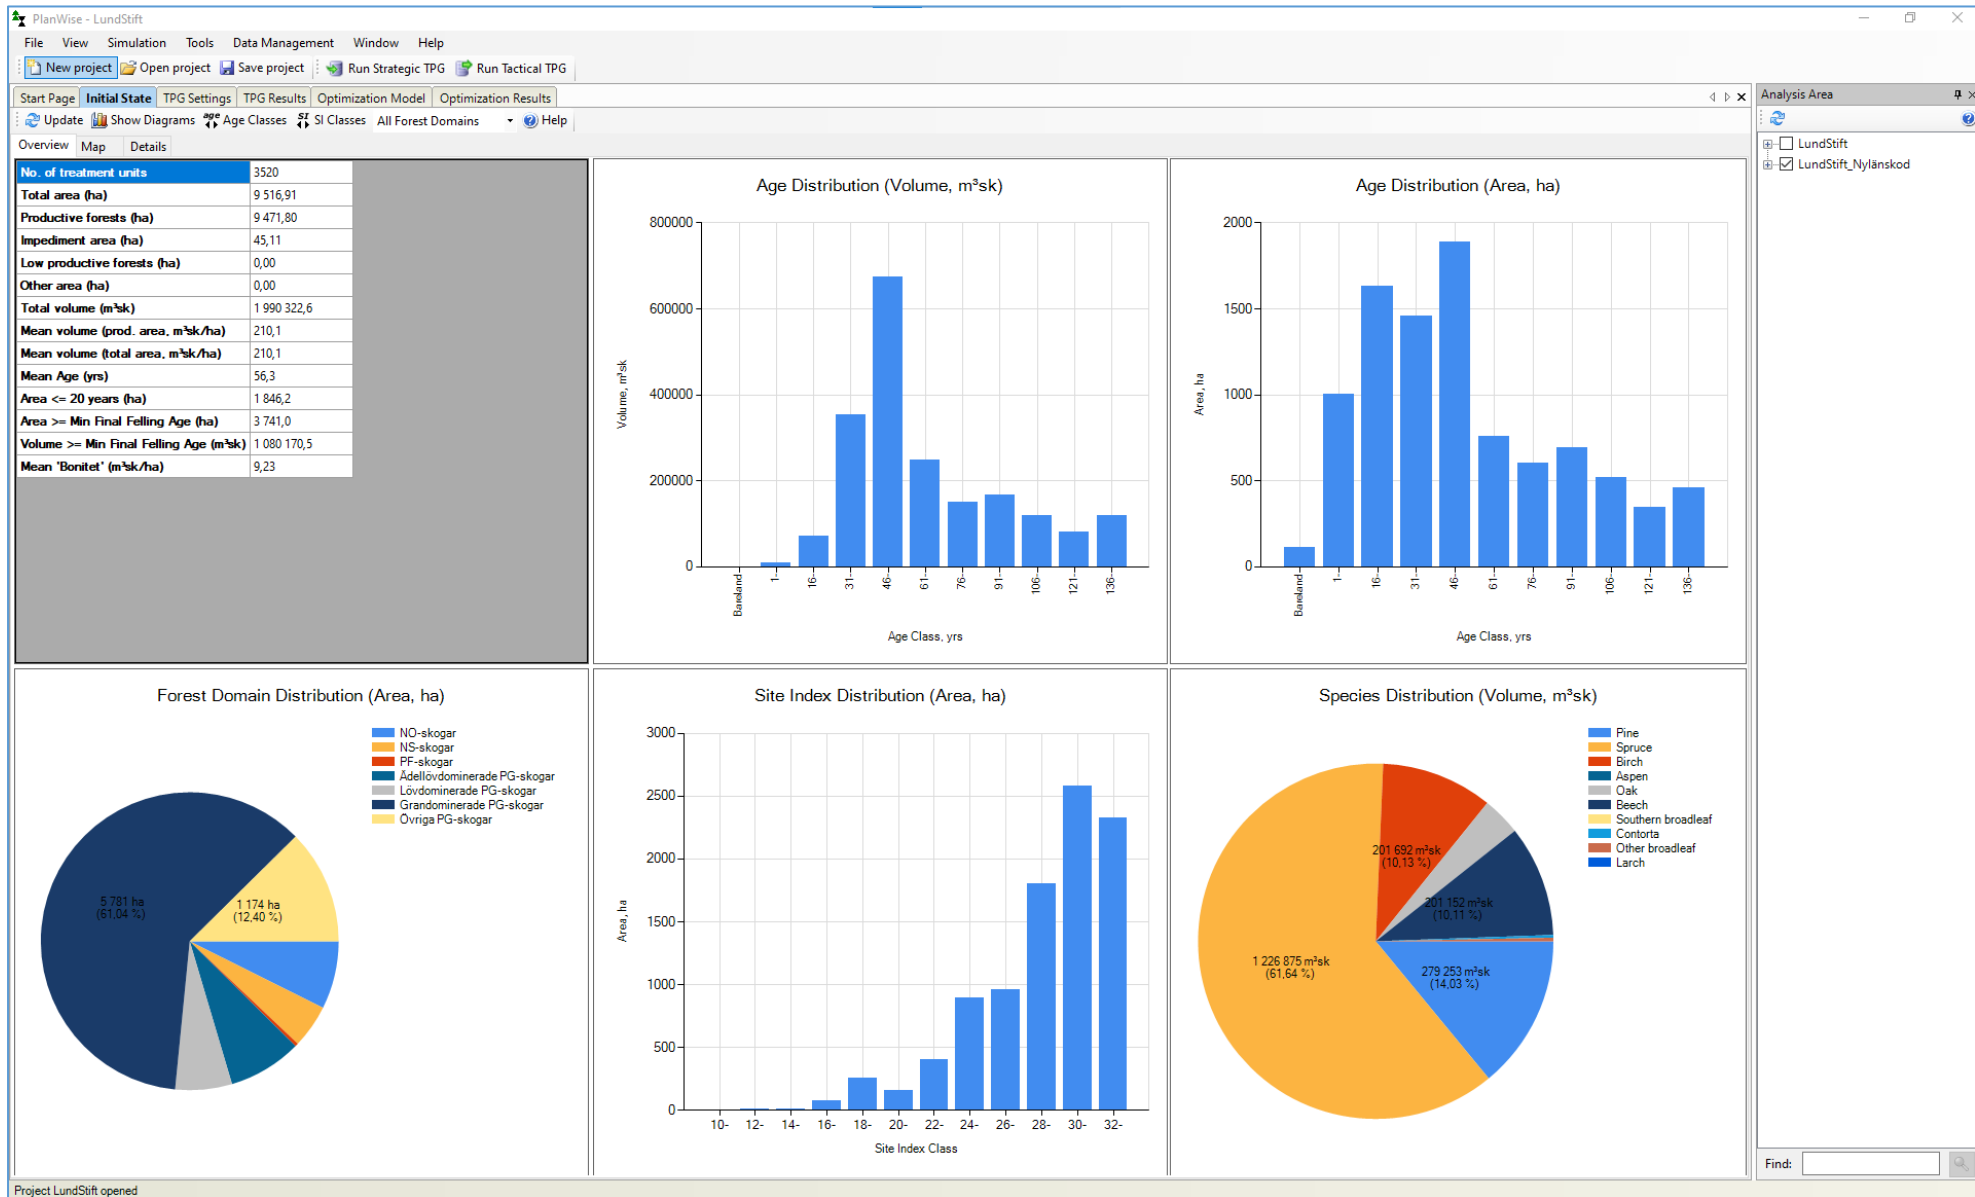 PlanWise - LundStift
File View Simulation Tools Data Management Window Help
New project Open project Save project Run Strategic TPG Run Tactical TPG
Start Page Initial State TPG Settings TPG Results Optimization Model Optimization Results
Update Show Diagrams age Age Classes SI SI Classes All Forest Domains Help
Overview Map Details
No. of treatment units 3520
Total area (ha) 9 516,91
Productive forests (ha) 9 471,80
Impediment area (ha) 45,11
Low productive forests (ha) 0,00
Other area (ha) 0,00
Total volume (m³sk) 1 990 322,6
Mean volume (prod. area, m³sk/ha) 210,1
Mean volume (total area, m³sk/ha) 210,1
Mean Age (yrs) 56,3
Area <= 20 years (ha) 1 846,2
Area >= Min Final Felling Age (ha) 3 741,0
Volume >= Min Final Felling Age (m³sk) 1 080 170,5
Mean 'Bonitet' (m³sk/ha) 9,23
Age Distribution (Volume, m³sk)
Volume, m³sk
800000
600000
400000
200000
0
Bareland 1- 16- 31- 46- 61- 76- 91- 106- 121- 136-
Age Class, yrs
Age Distribution (Area, ha)
Area, ha
2000
1500
1000
500
0
Bareland 1- 16- 31- 46- 61- 76- 91- 106- 121- 136-
Age Class, yrs
Forest Domain Distribution (Area, ha)
NO-skogar
NS-skogar
PF-skogar
Ädellövdominerade PG-skogar
Lövdominerade PG-skogar
Grandominerade PG-skogar
Övriga PG-skogar
5 781 ha
(61,04 %)
1 174 ha
(12,40 %)
Site Index Distribution (Area, ha)
Area, ha
3000
2500
2000
1500
1000
500
0
10- 12- 14- 16- 18- 20- 22- 24- 26- 28- 30- 32-
Site Index Class
Species Distribution (Volume, m³sk)
Pine
Spruce
Birch
Aspen
Oak
Beech
Southern broadleaf
Contorta
Other broadleaf
Larch
201 692 m³sk
(10,13 %)
201 152 m³sk
(10,11 %)
1 226 875 m³sk
(61,64 %)
279 253 m³sk
(14,03 %)
Analysis Area
LundStift
LundStift_Nylänskod
Find:
Project LundStift opened